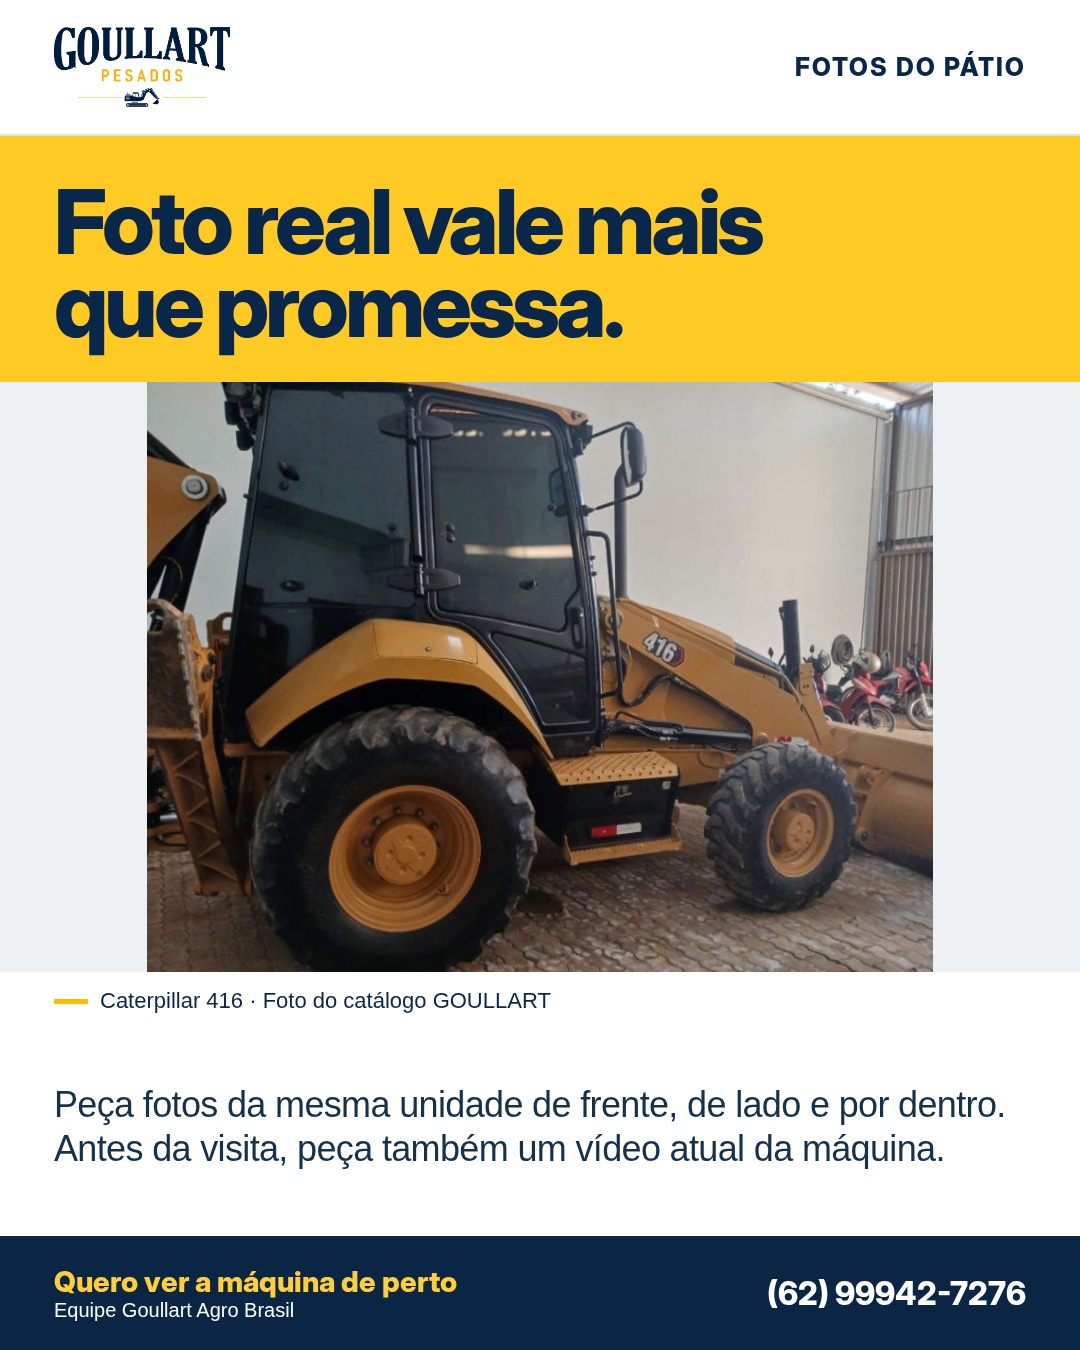 GOULLART
PESADOS
FOTOS DO PÁTIO
Foto real vale mais
que promessa.
416
Caterpillar 416 · Foto do catálogo GOULLART
Peça fotos da mesma unidade de frente, de lado e por dentro.
Antes da visita, peça também um vídeo atual da máquina.
Quero ver a máquina de perto
Equipe Goullart Agro Brasil
(62) 99942-7276